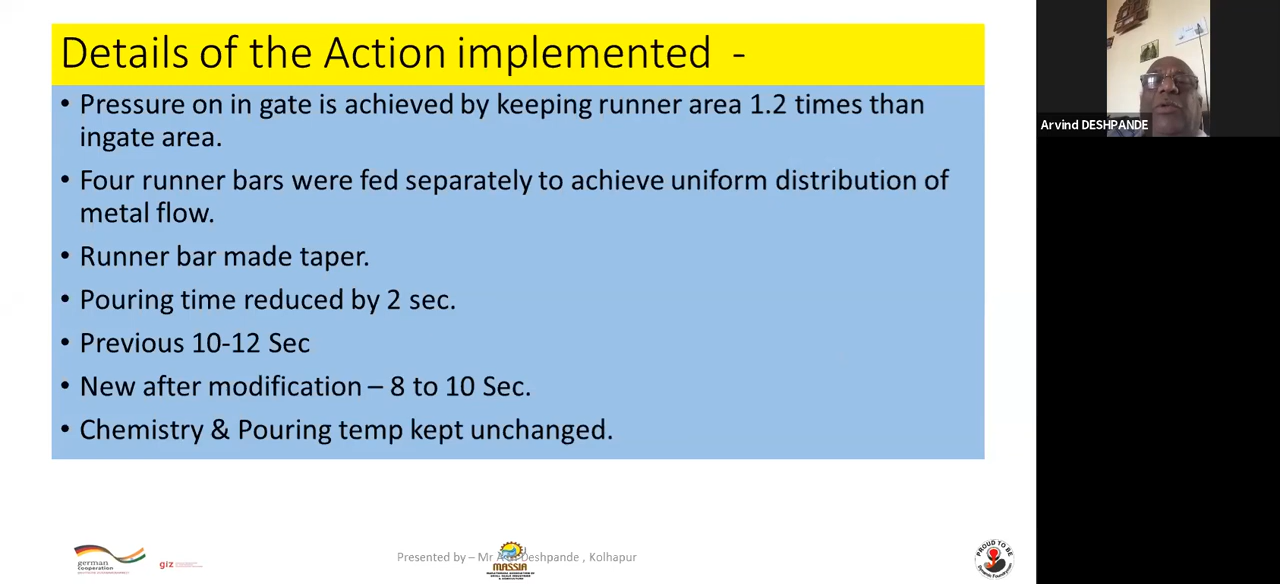 Details of the Action implemented -
• Pressure on in gate is achieved by keeping runner area 1.2 times than
ingate area.
• Four runner bars were fed separately to achieve uniform distribution of
metal flow.
• Runner bar made taper.
• Pouring time reduced by 2 sec.
• Previous 10-12 Sec
• New after modification – 8 to 10 Sec.
• Chemistry & Pouring temp kept unchanged.
Arvind DESHPANDE
german
cooperation
giz
Presented by – Mr Deshpande , Kolhapur
MASSIA
PROUD TO BE